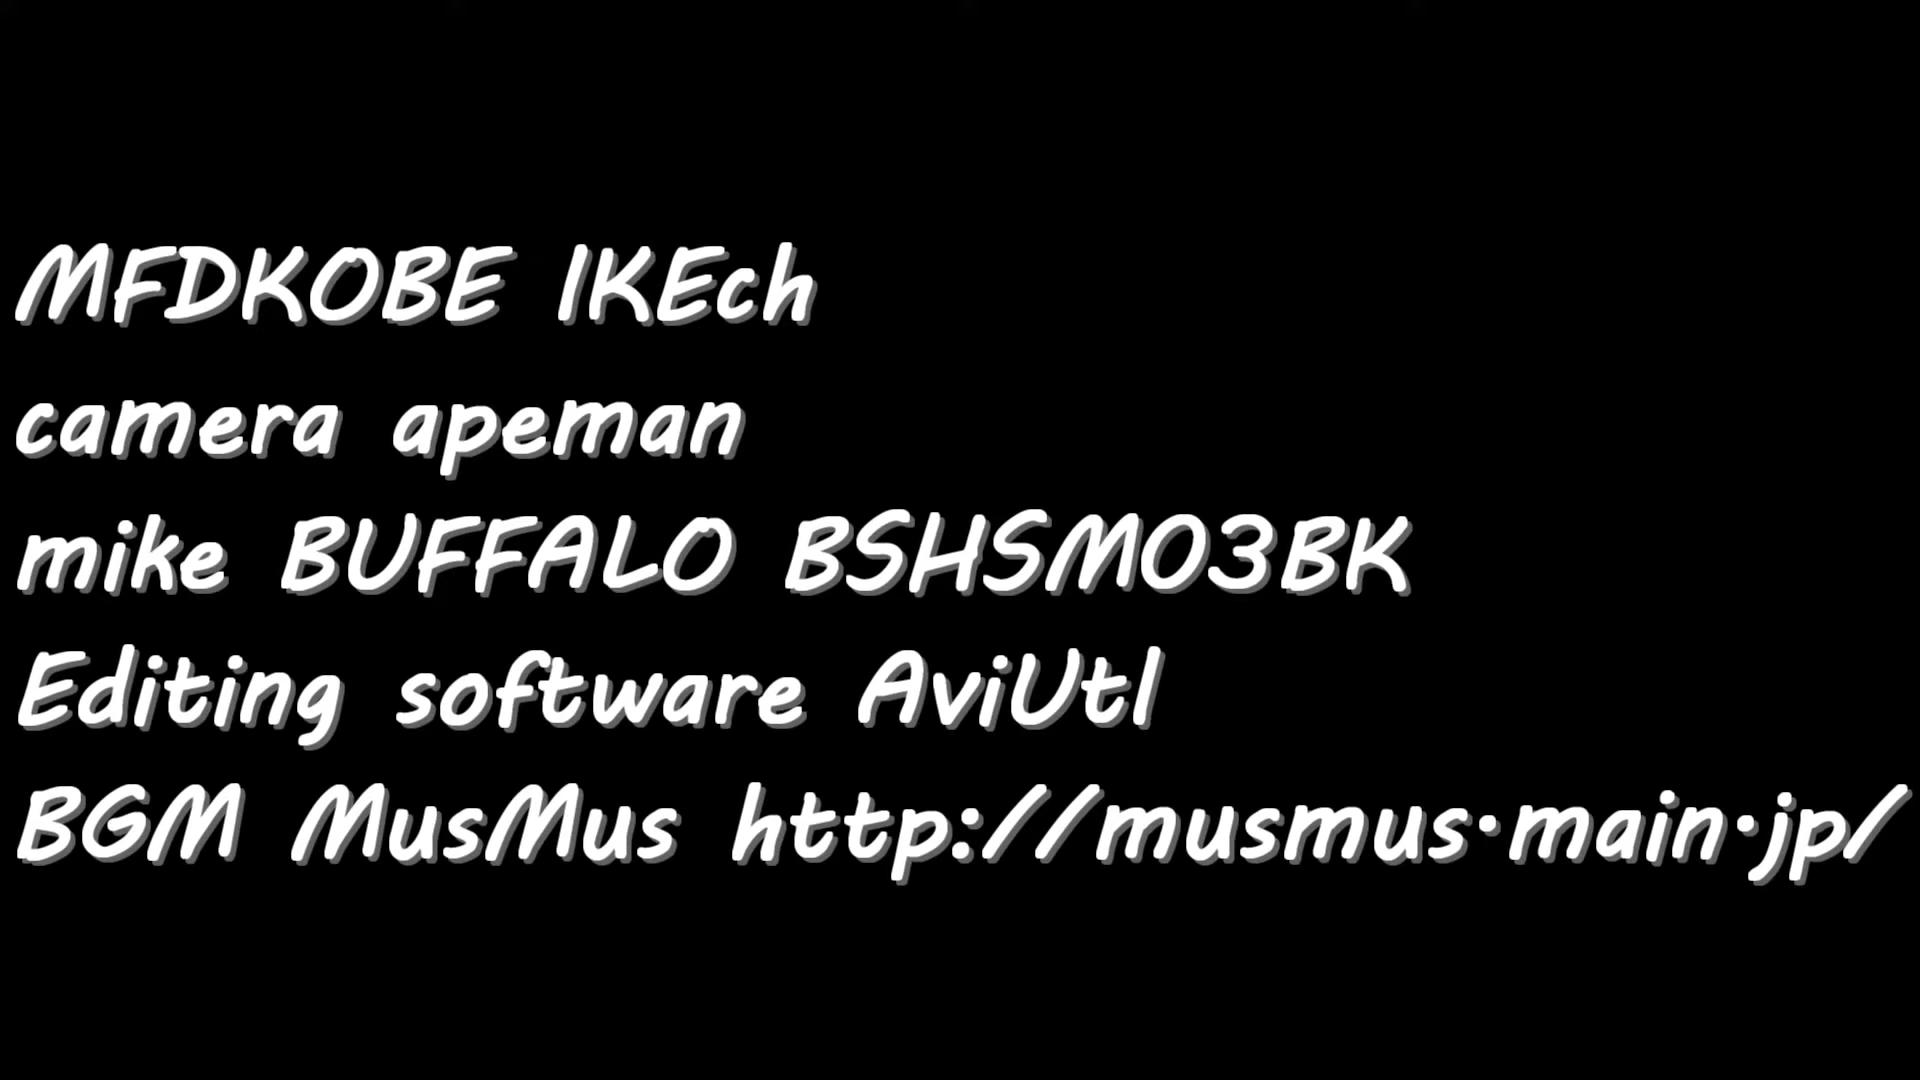 MFDKOBE IKEch
camera apeman
mike BUFFALO BSHSM03BK
Editing software AviUtl
BGM MusMus http://musmus・main・jp/